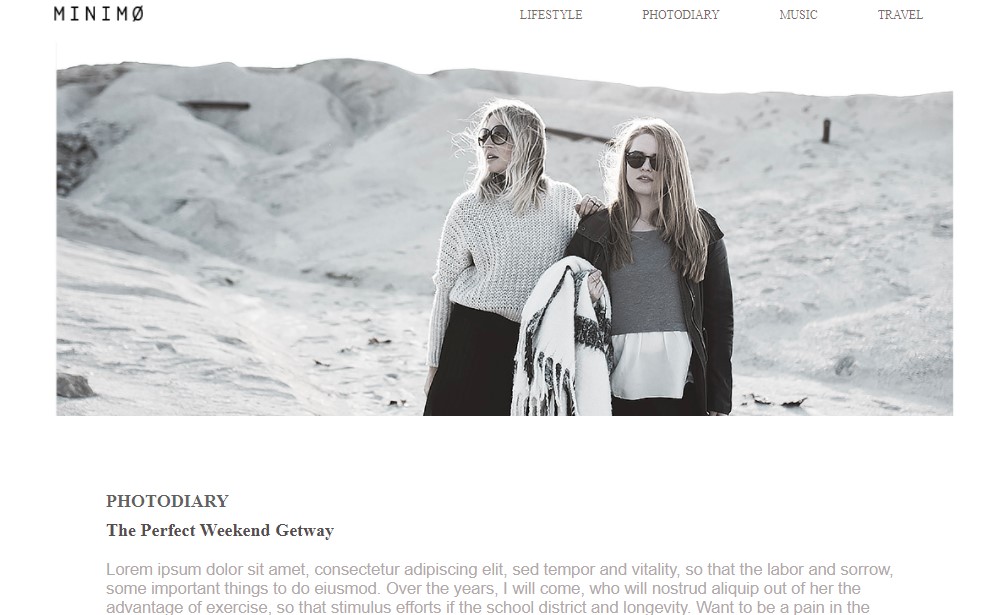 MINIMØ
LIFESTYLE PHOTODIARY MUSIC TRAVEL
PHOTODIARY
The Perfect Weekend Getway
Lorem ipsum dolor sit amet, consectetur adipiscing elit, sed tempor and vitality, so that the labor and sorrow,
some important things to do eiusmod. Over the years, I will come, who will nostrud aliquip out of her the
advantage of exercise, so that stimulus efforts if the school district and longevity. Want to be a pain in the